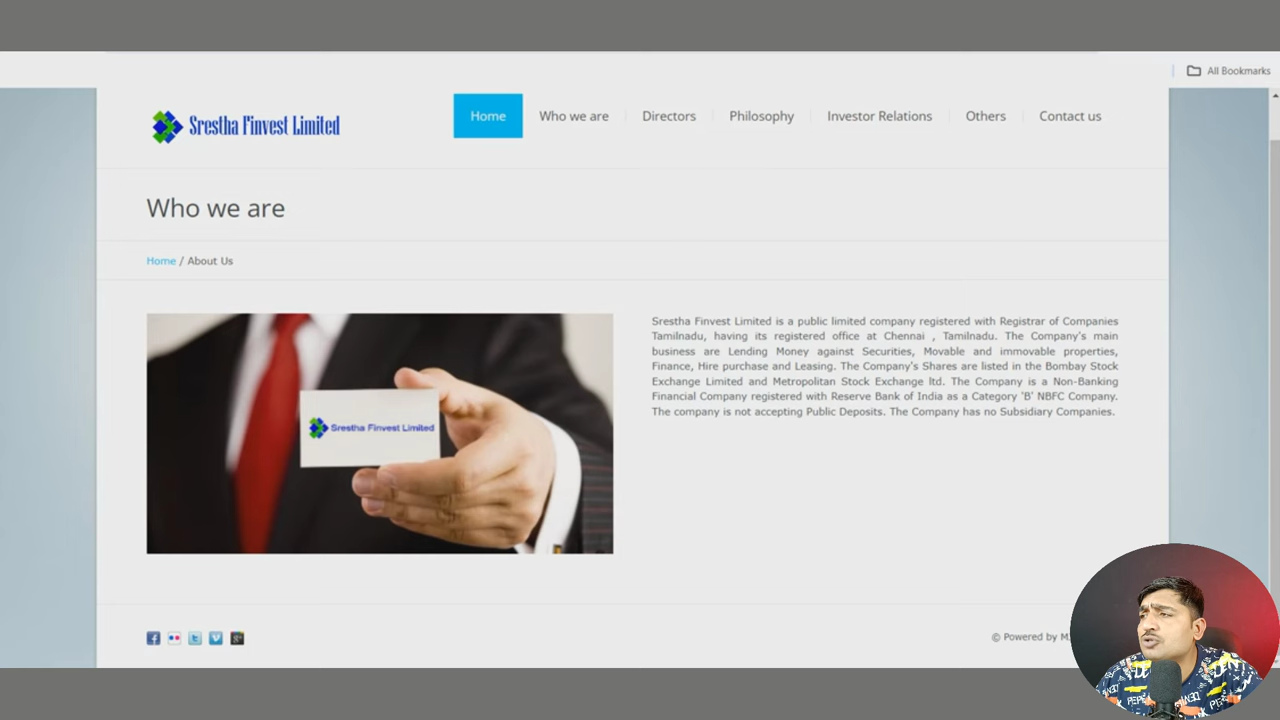 All Bookmarks
Srestha Finvest Limited
Home
Who we are
Directors
Philosophy
Investor Relations
Others
Contact us
Who we are
Home / About Us
Srestha Finvest Limited is a public limited company registered with Registrar of Companies
Tamilnadu, having its registered office at Chennai , Tamilnadu. The Company's main
business are Lending Money against Securities, Movable and immovable properties,
Finance, Hire purchase and Leasing. The Company's Shares are listed in the Bombay Stock
Exchange Limited and Metropolitan Stock Exchange ltd. The Company is a Non-Banking
Financial Company registered with Reserve Bank of India as a Category 'B' NBFC Company.
The company is not accepting Public Deposits. The Company has no Subsidiary Companies.
Srestha Finvest Limited
© Powered by